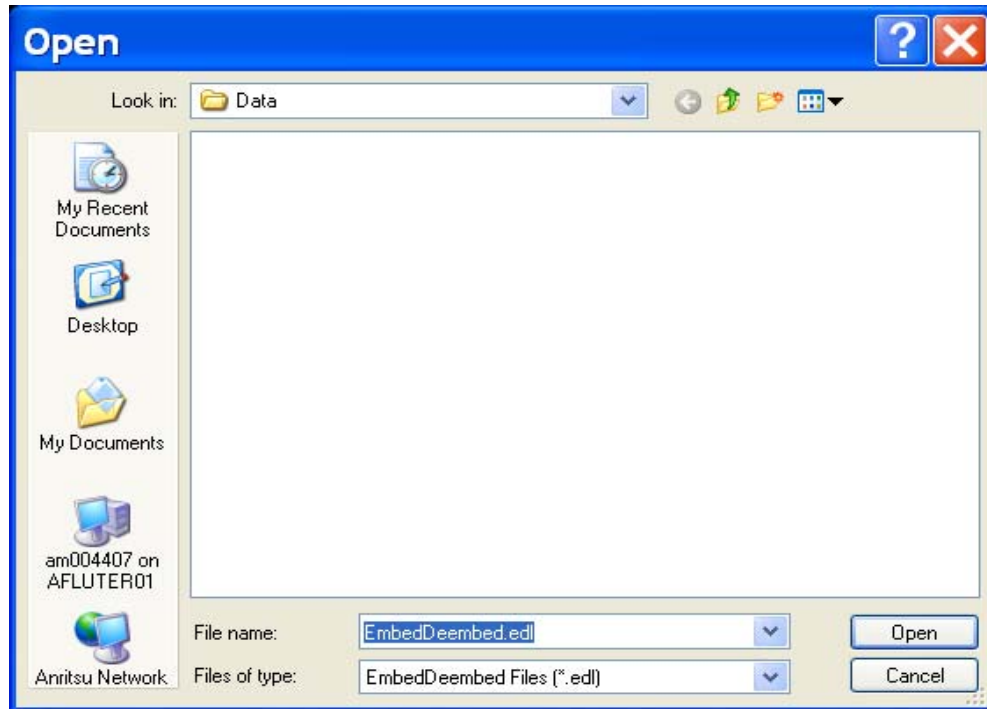 Open
Look in:
Data
My Recent
Documents
Desktop
My Documents
am004407 on
AFLUTER01
Anritsu Network
File name:
EmbedDeembed.edl
Open
Files of type:
EmbedDeembed Files (*.edl)
Cancel